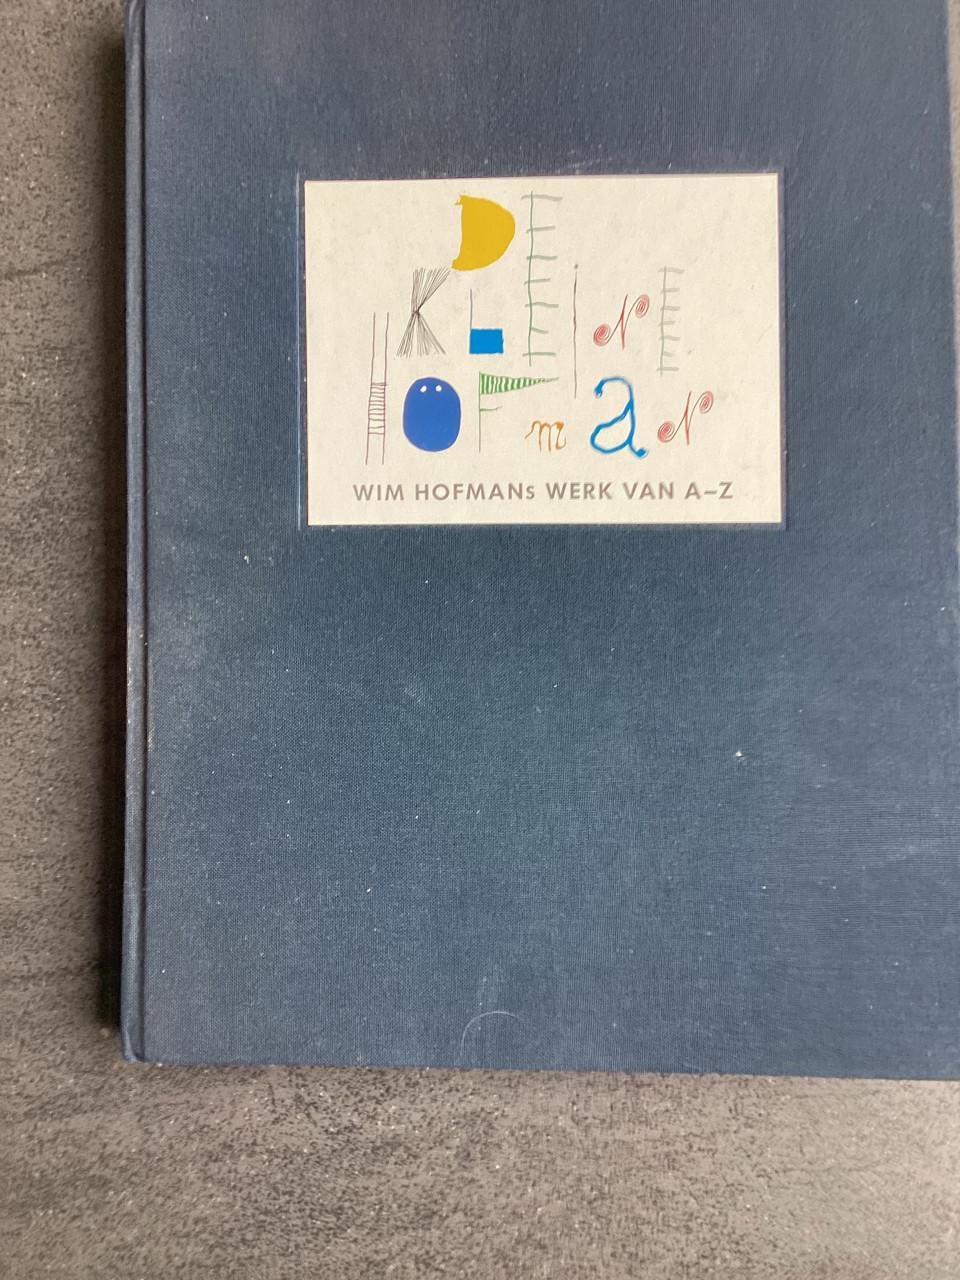 DE
KLEiNE
HOFmaN
WIM HOFMANs WERK VAN A–Z